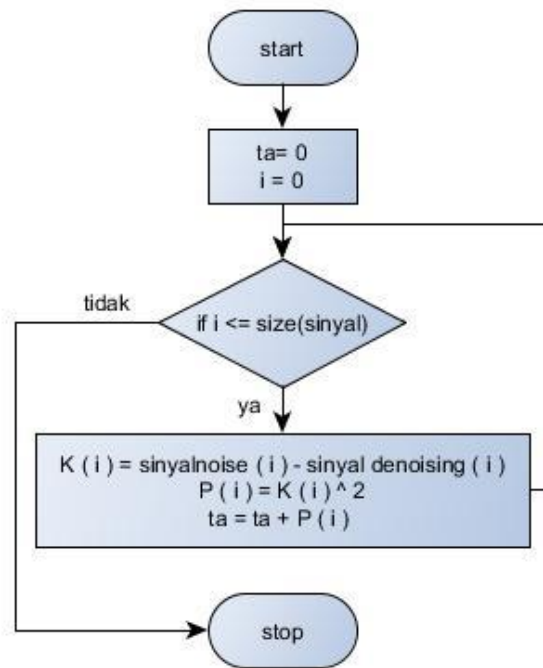 start
ta= 0
i = 0
tidak
if i <= size(sinyal)
ya
K ( i ) = sinyalnoise ( i ) - sinyal denoising ( i )
P ( i ) = K ( i ) ^ 2
ta = ta + P ( i )
stop